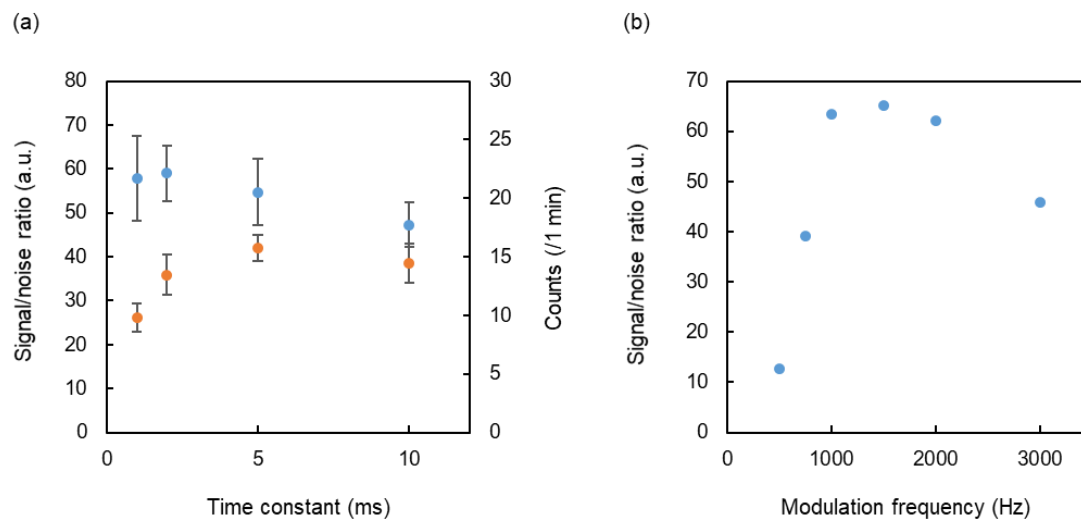 (a)
80
70
60
50
40
30
20
10
0
Signal/noise ratio (a.u.)
30
25
20
15
10
5
0
Counts (/1 min)
0 5 10
Time constant (ms)
(b)
70
60
50
40
30
20
10
0
Signal/noise ratio (a.u.)
0 1000 2000 3000
Modulation frequency (Hz)